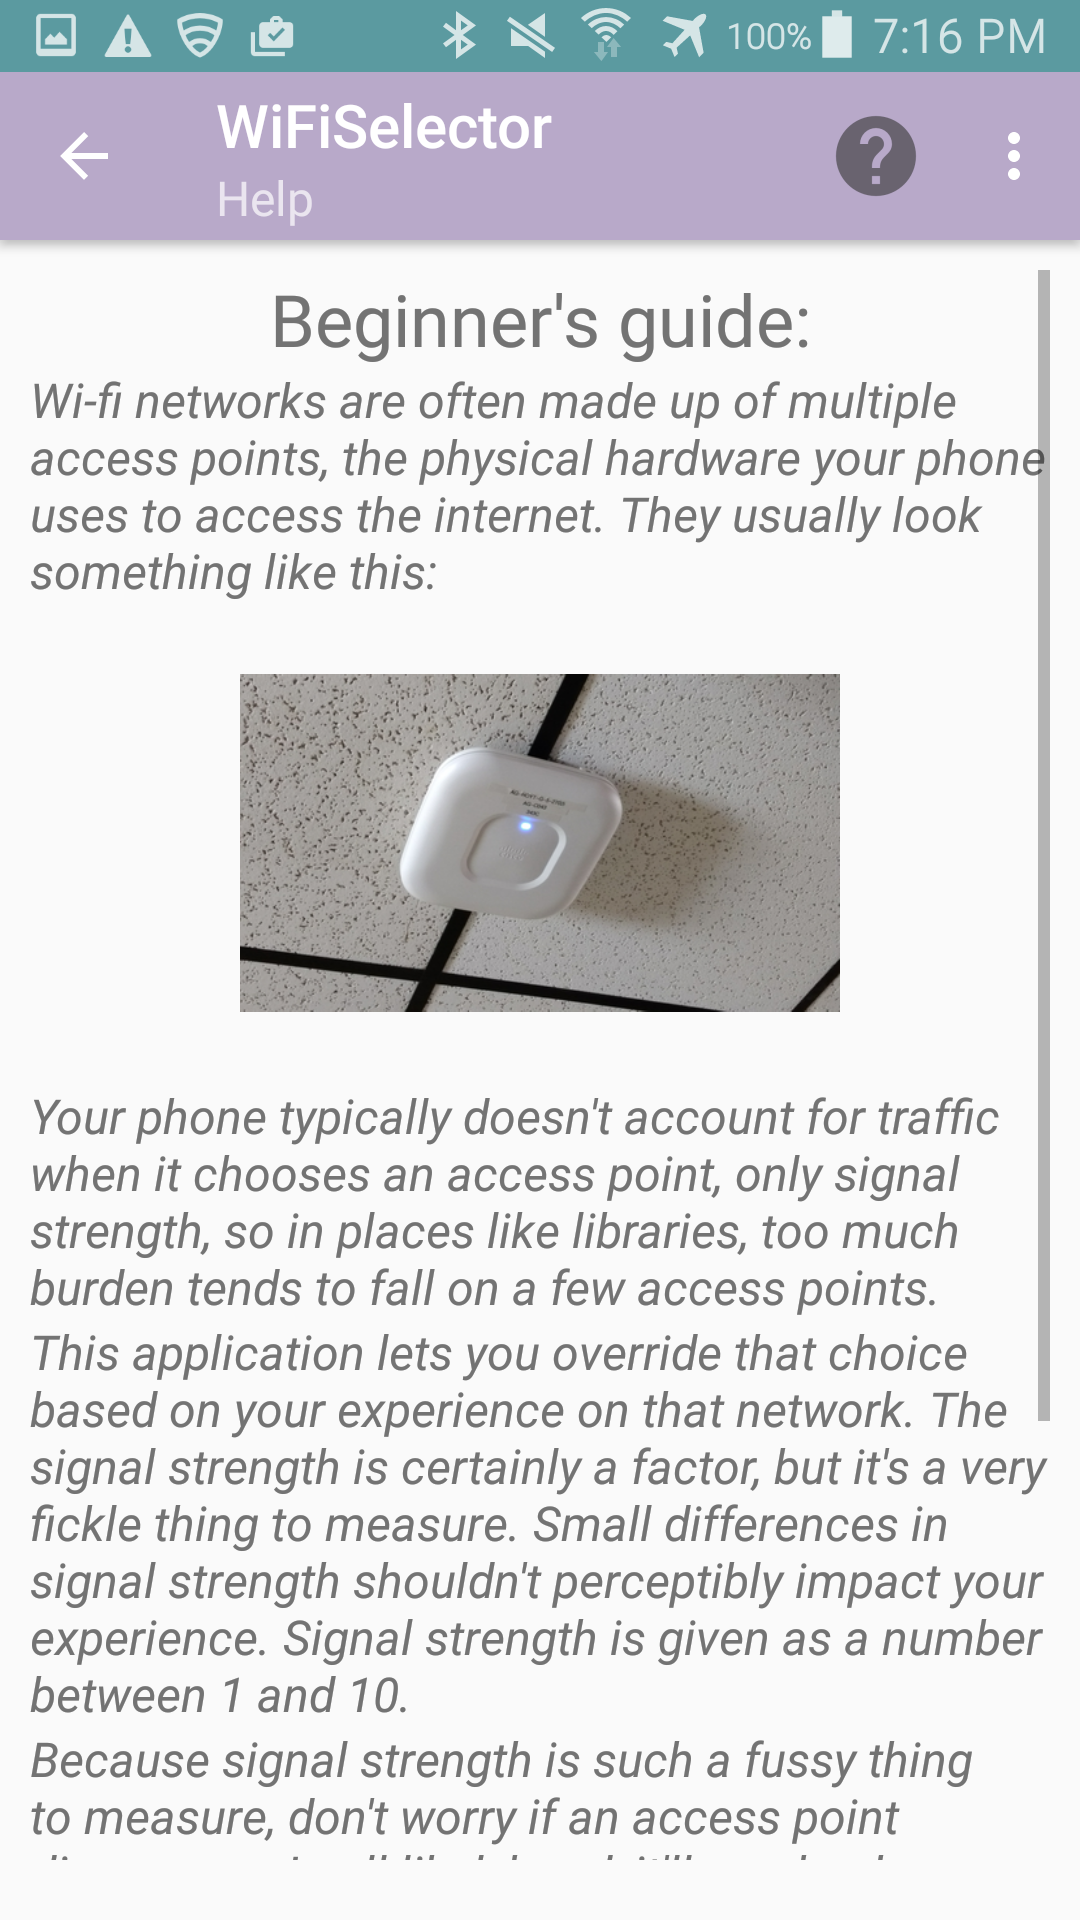 100% 7:16 PM
WiFiSelector
Help
Beginner's guide:
Wi-fi networks are often made up of multiple
access points, the physical hardware your phone
uses to access the internet. They usually look
something like this:
Your phone typically doesn't account for traffic
when it chooses an access point, only signal
strength, so in places like libraries, too much
burden tends to fall on a few access points.
This application lets you override that choice
based on your experience on that network. The
signal strength is certainly a factor, but it's a very
fickle thing to measure. Small differences in
signal strength shouldn't perceptibly impact your
experience. Signal strength is given as a number
between 1 and 10.
Because signal strength is such a fussy thing
to measure, don't worry if an access point